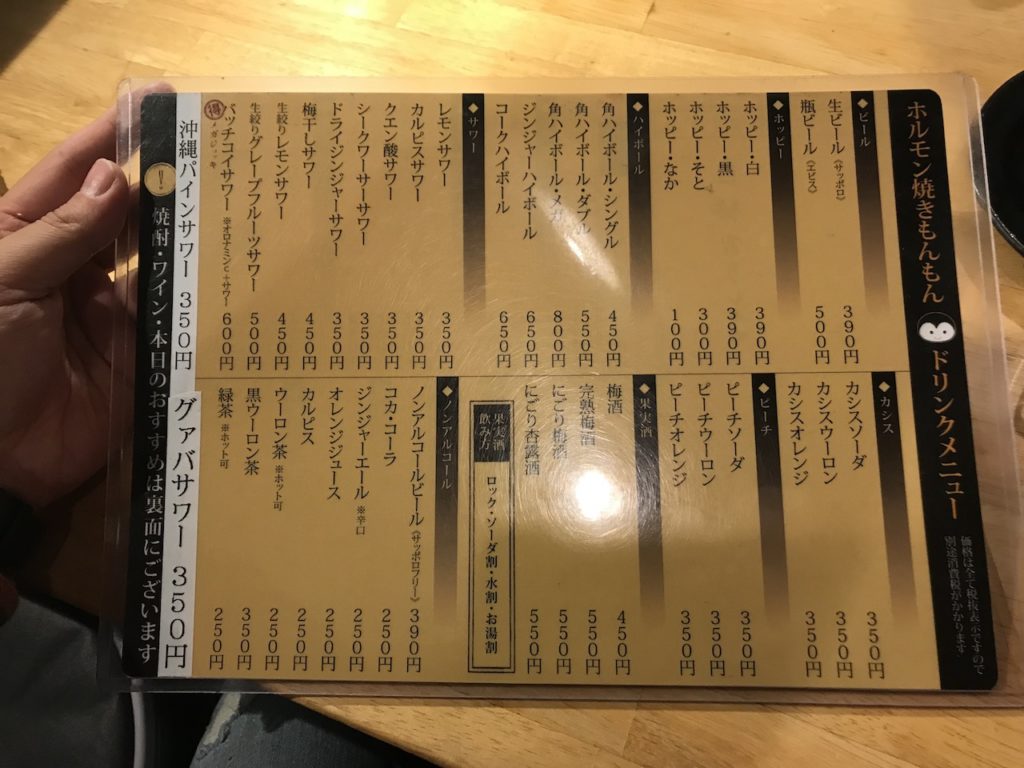 ホルモン焼きもんもん ドリンクメニュー
価格は全て税抜表示ですので
別途消費税がかかります
◆ビール
生ビール（サッポロ） 390円
瓶ビール（エビス） 500円
◆ホッピー
ホッピー・白 390円
ホッピー・黒 390円
ホッピー・そと 300円
ホッピー・なか 100円
◆ハイボール
角ハイボール・シングル 450円
角ハイボール・ダブル 550円
角ハイボール・メガ 800円
ジンジャーハイボール 650円
コークハイボール 650円
◆サワー
レモンサワー 350円
カルピスサワー 350円
クエン酸サワー 350円
シークワーサーサワー 350円
ドライジンジャーサワー 350円
梅干しサワー 450円
生絞りレモンサワー 450円
生絞りグレープフルーツサワー 500円
得 メガジョッキ
バッチコイサワー ※オロナミンC+サワー 600円
◆カシス
カシスソーダ 350円
カシスウーロン 350円
カシスオレンジ 350円
◆ピーチ
ピーチソーダ 350円
ピーチウーロン 350円
ピーチオレンジ 350円
◆果実酒
梅酒 450円
完熟梅酒 550円
にごり梅酒 550円
にごり杏露酒 550円
果実酒
飲み方
ロック・ソーダ割・水割・お湯割
◆ノンアルコール
ノンアルコールビール（サッポロフリー） 390円
コカ・コーラ 250円
ジンジャーエール ※辛口 250円
オレンジジュース 250円
カルピス 250円
ウーロン茶 ※ホット可 250円
黒ウーロン茶 350円
緑茶 ※ホット可 250円
沖縄パインサワー 350円 グァバサワー 350円
焼酎・ワイン・本日のおすすめは裏面にございます